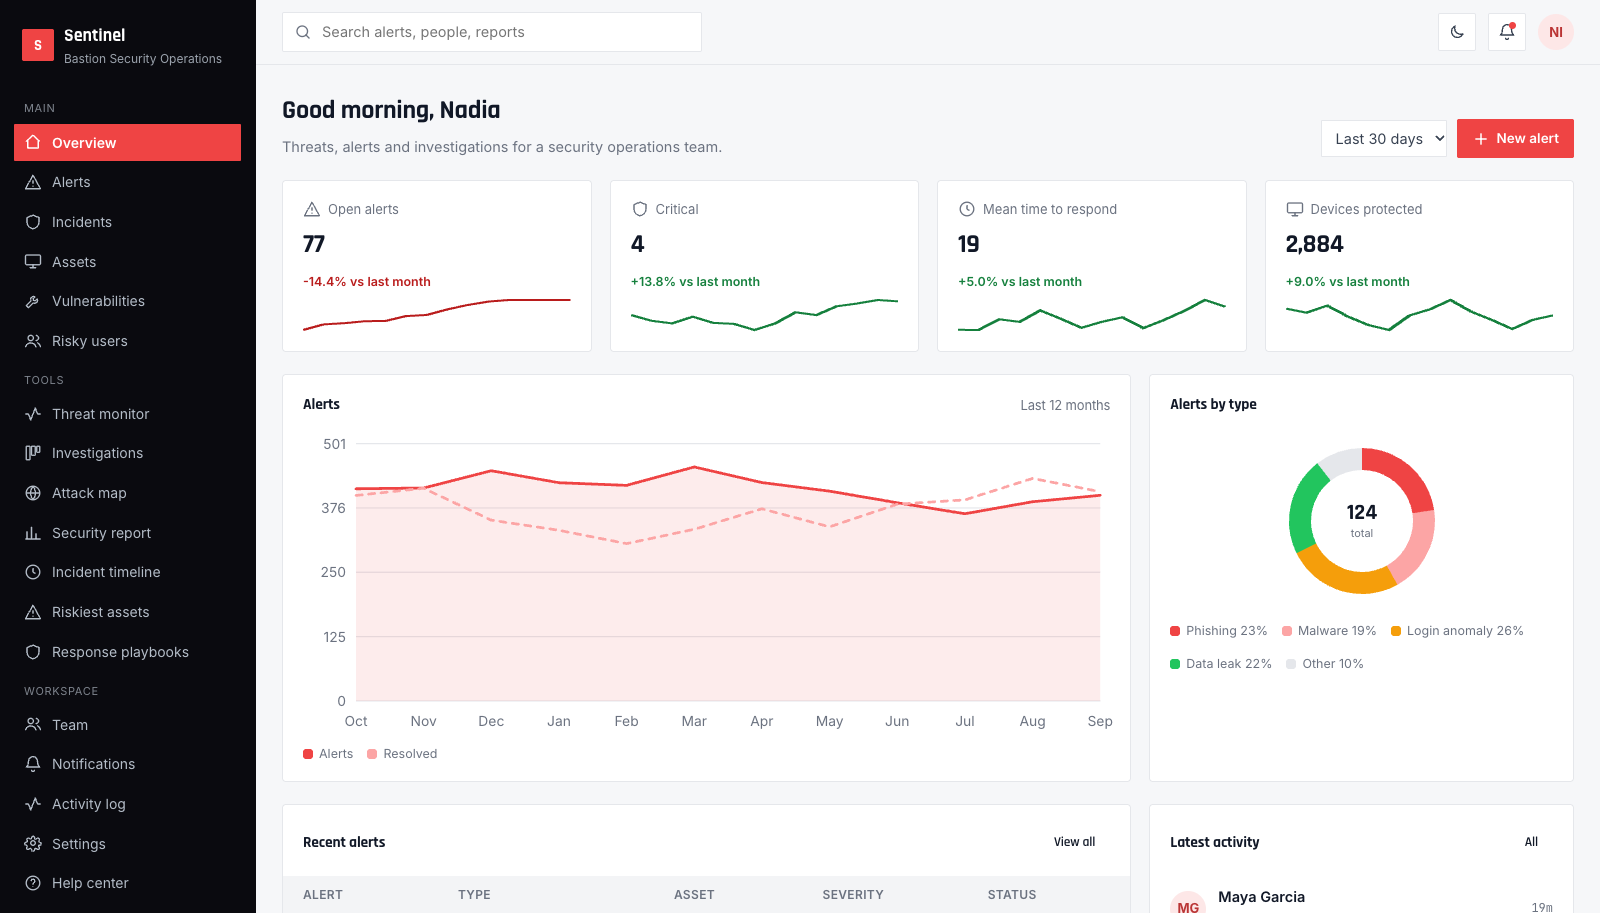 S
Sentinel
Bastion Security Operations
MAIN
Overview
Alerts
Incidents
Assets
Vulnerabilities
Risky users
TOOLS
Threat monitor
Investigations
Attack map
Security report
Incident timeline
Riskiest assets
Response playbooks
WORKSPACE
Team
Notifications
Activity log
Settings
Help center
Search alerts, people, reports
NI
Good morning, Nadia
Threats, alerts and investigations for a security operations team.
Last 30 days
New alert
Open alerts
77
-14.4% vs last month
Critical
4
+13.8% vs last month
Mean time to respond
19
+5.0% vs last month
Devices protected
2,884
+9.0% vs last month
Alerts
Last 12 months
501
376
250
125
0
Oct Nov Dec Jan Feb Mar Apr May Jun Jul Aug Sep
Alerts Resolved
Alerts by type
124
total
Phishing 23% Malware 19% Login anomaly 26%
Data leak 22% Other 10%
Recent alerts
View all
ALERT TYPE ASSET SEVERITY STATUS
Latest activity
All
MG
Maya Garcia
19m